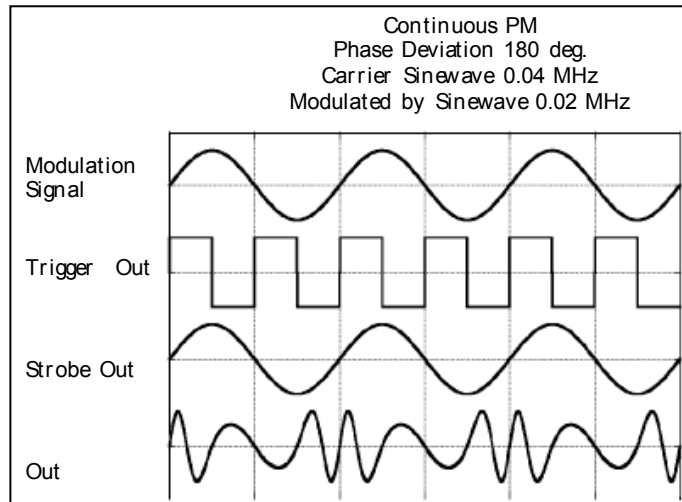 Continuous PM
Phase Deviation 180 deg.
Carrier Sinewave 0.04 MHz
Modulated by Sinewave 0.02 MHz
Modulation
Signal
Trigger Out
Strobe Out
Out